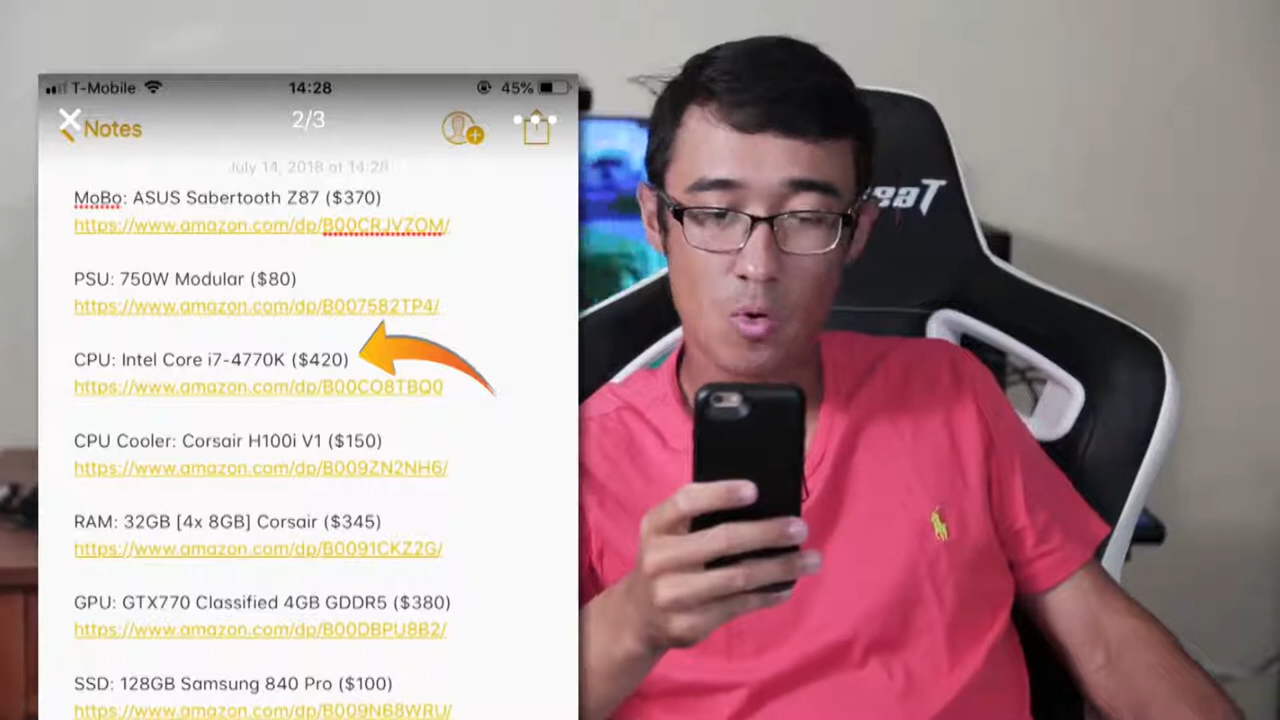 T-Mobile 14:28 45%
Notes 2/3
July 14, 2018 at 14:28
MoBo: ASUS Sabertooth Z87 ($370)
https://www.amazon.com/dp/B00CRJVZOM/
PSU: 750W Modular ($80)
https://www.amazon.com/dp/B007582TP4/
CPU: Intel Core i7-4770K ($420)
https://www.amazon.com/dp/B00CO8TBQ0
CPU Cooler: Corsair H100i V1 ($150)
https://www.amazon.com/dp/B009ZN2NH6/
RAM: 32GB [4x 8GB] Corsair ($345)
https://www.amazon.com/dp/B0091CKZ2G/
GPU: GTX770 Classified 4GB GDDR5 ($380)
https://www.amazon.com/dp/B00DBPU8B2/
SSD: 128GB Samsung 840 Pro ($100)
https://www.amazon.com/dp/B009NB8WRU/